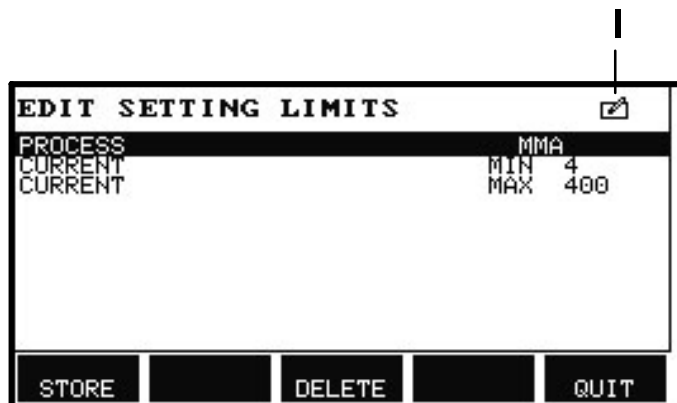 I
EDIT SETTING LIMITS
PROCESS MMA
CURRENT MIN 4
CURRENT MAX 400
STORE DELETE QUIT